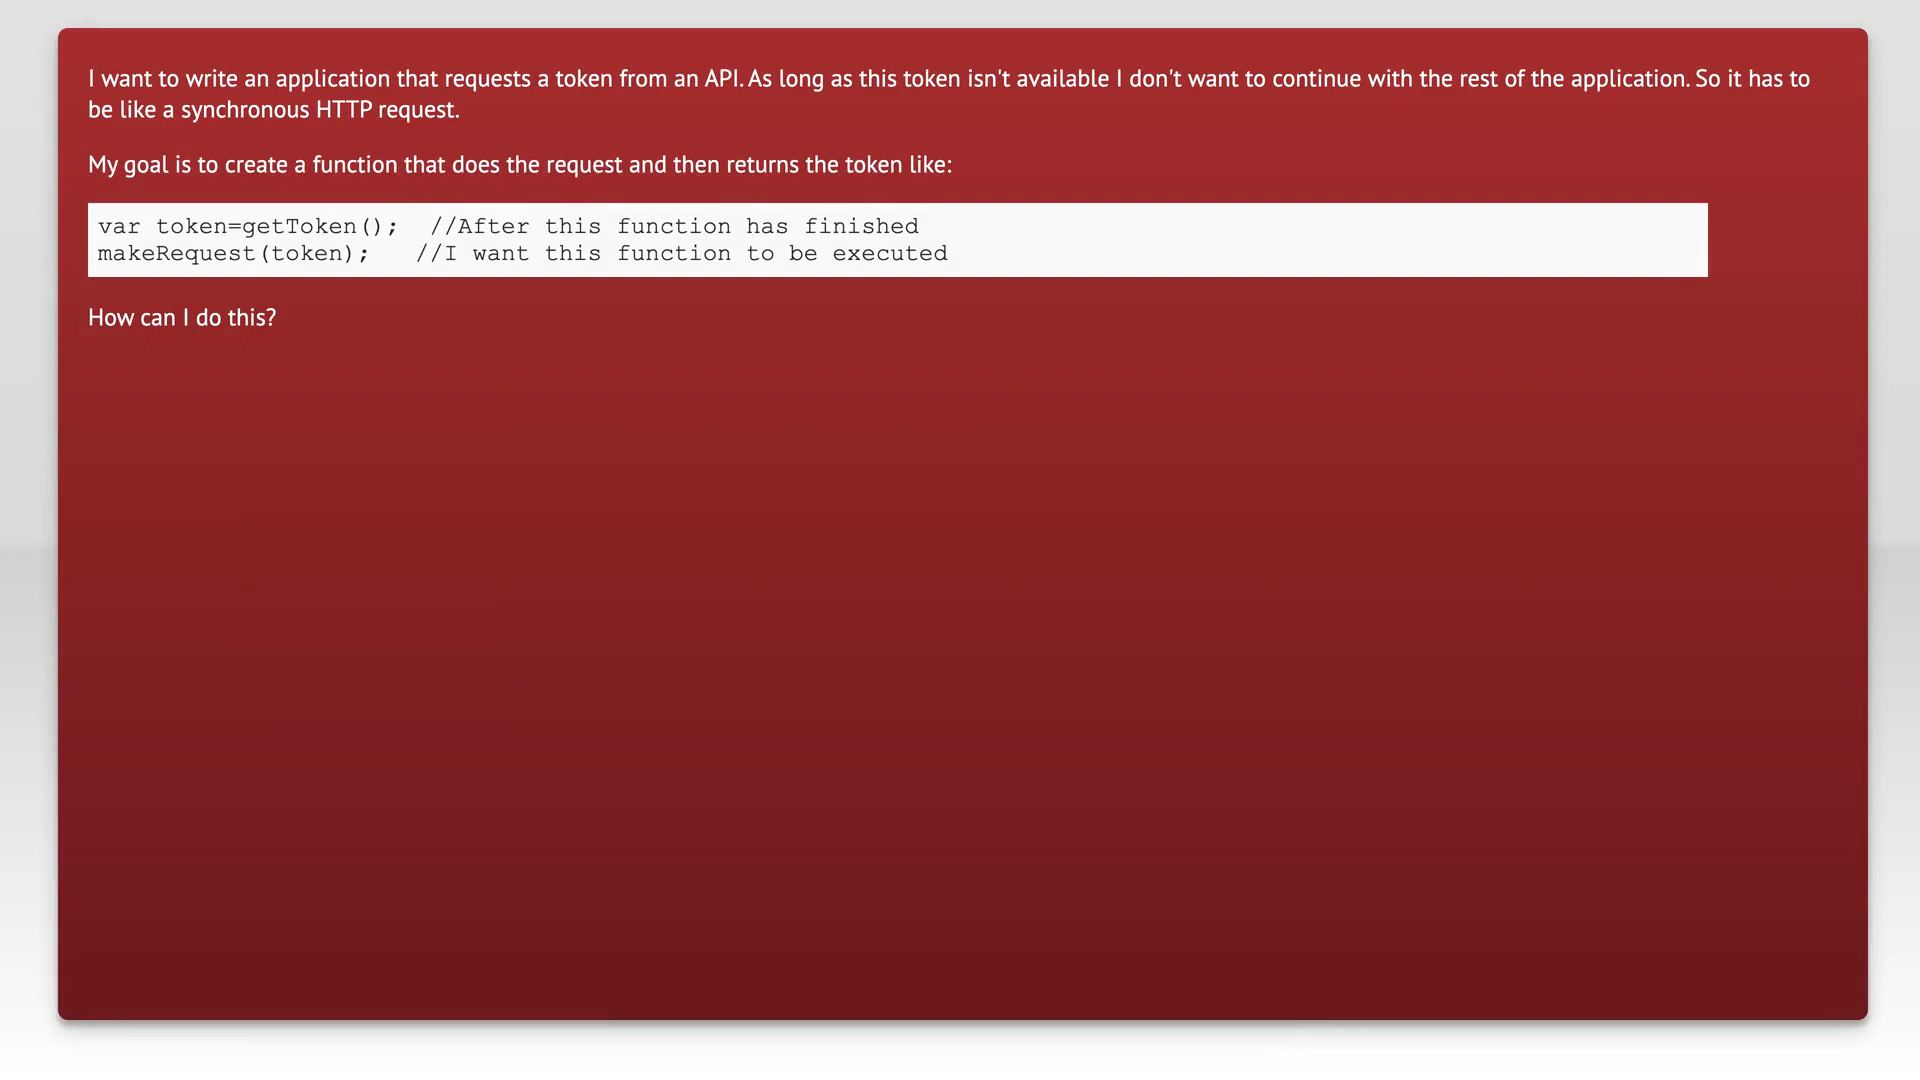 I want to write an application that requests a token from an API. As long as this token isn't available I don't want to continue with the rest of the application. So it has to
be like a synchronous HTTP request.
My goal is to create a function that does the request and then returns the token like:
var token=getToken();  //After this function has finished
makeRequest(token);   //I want this function to be executed
How can I do this?